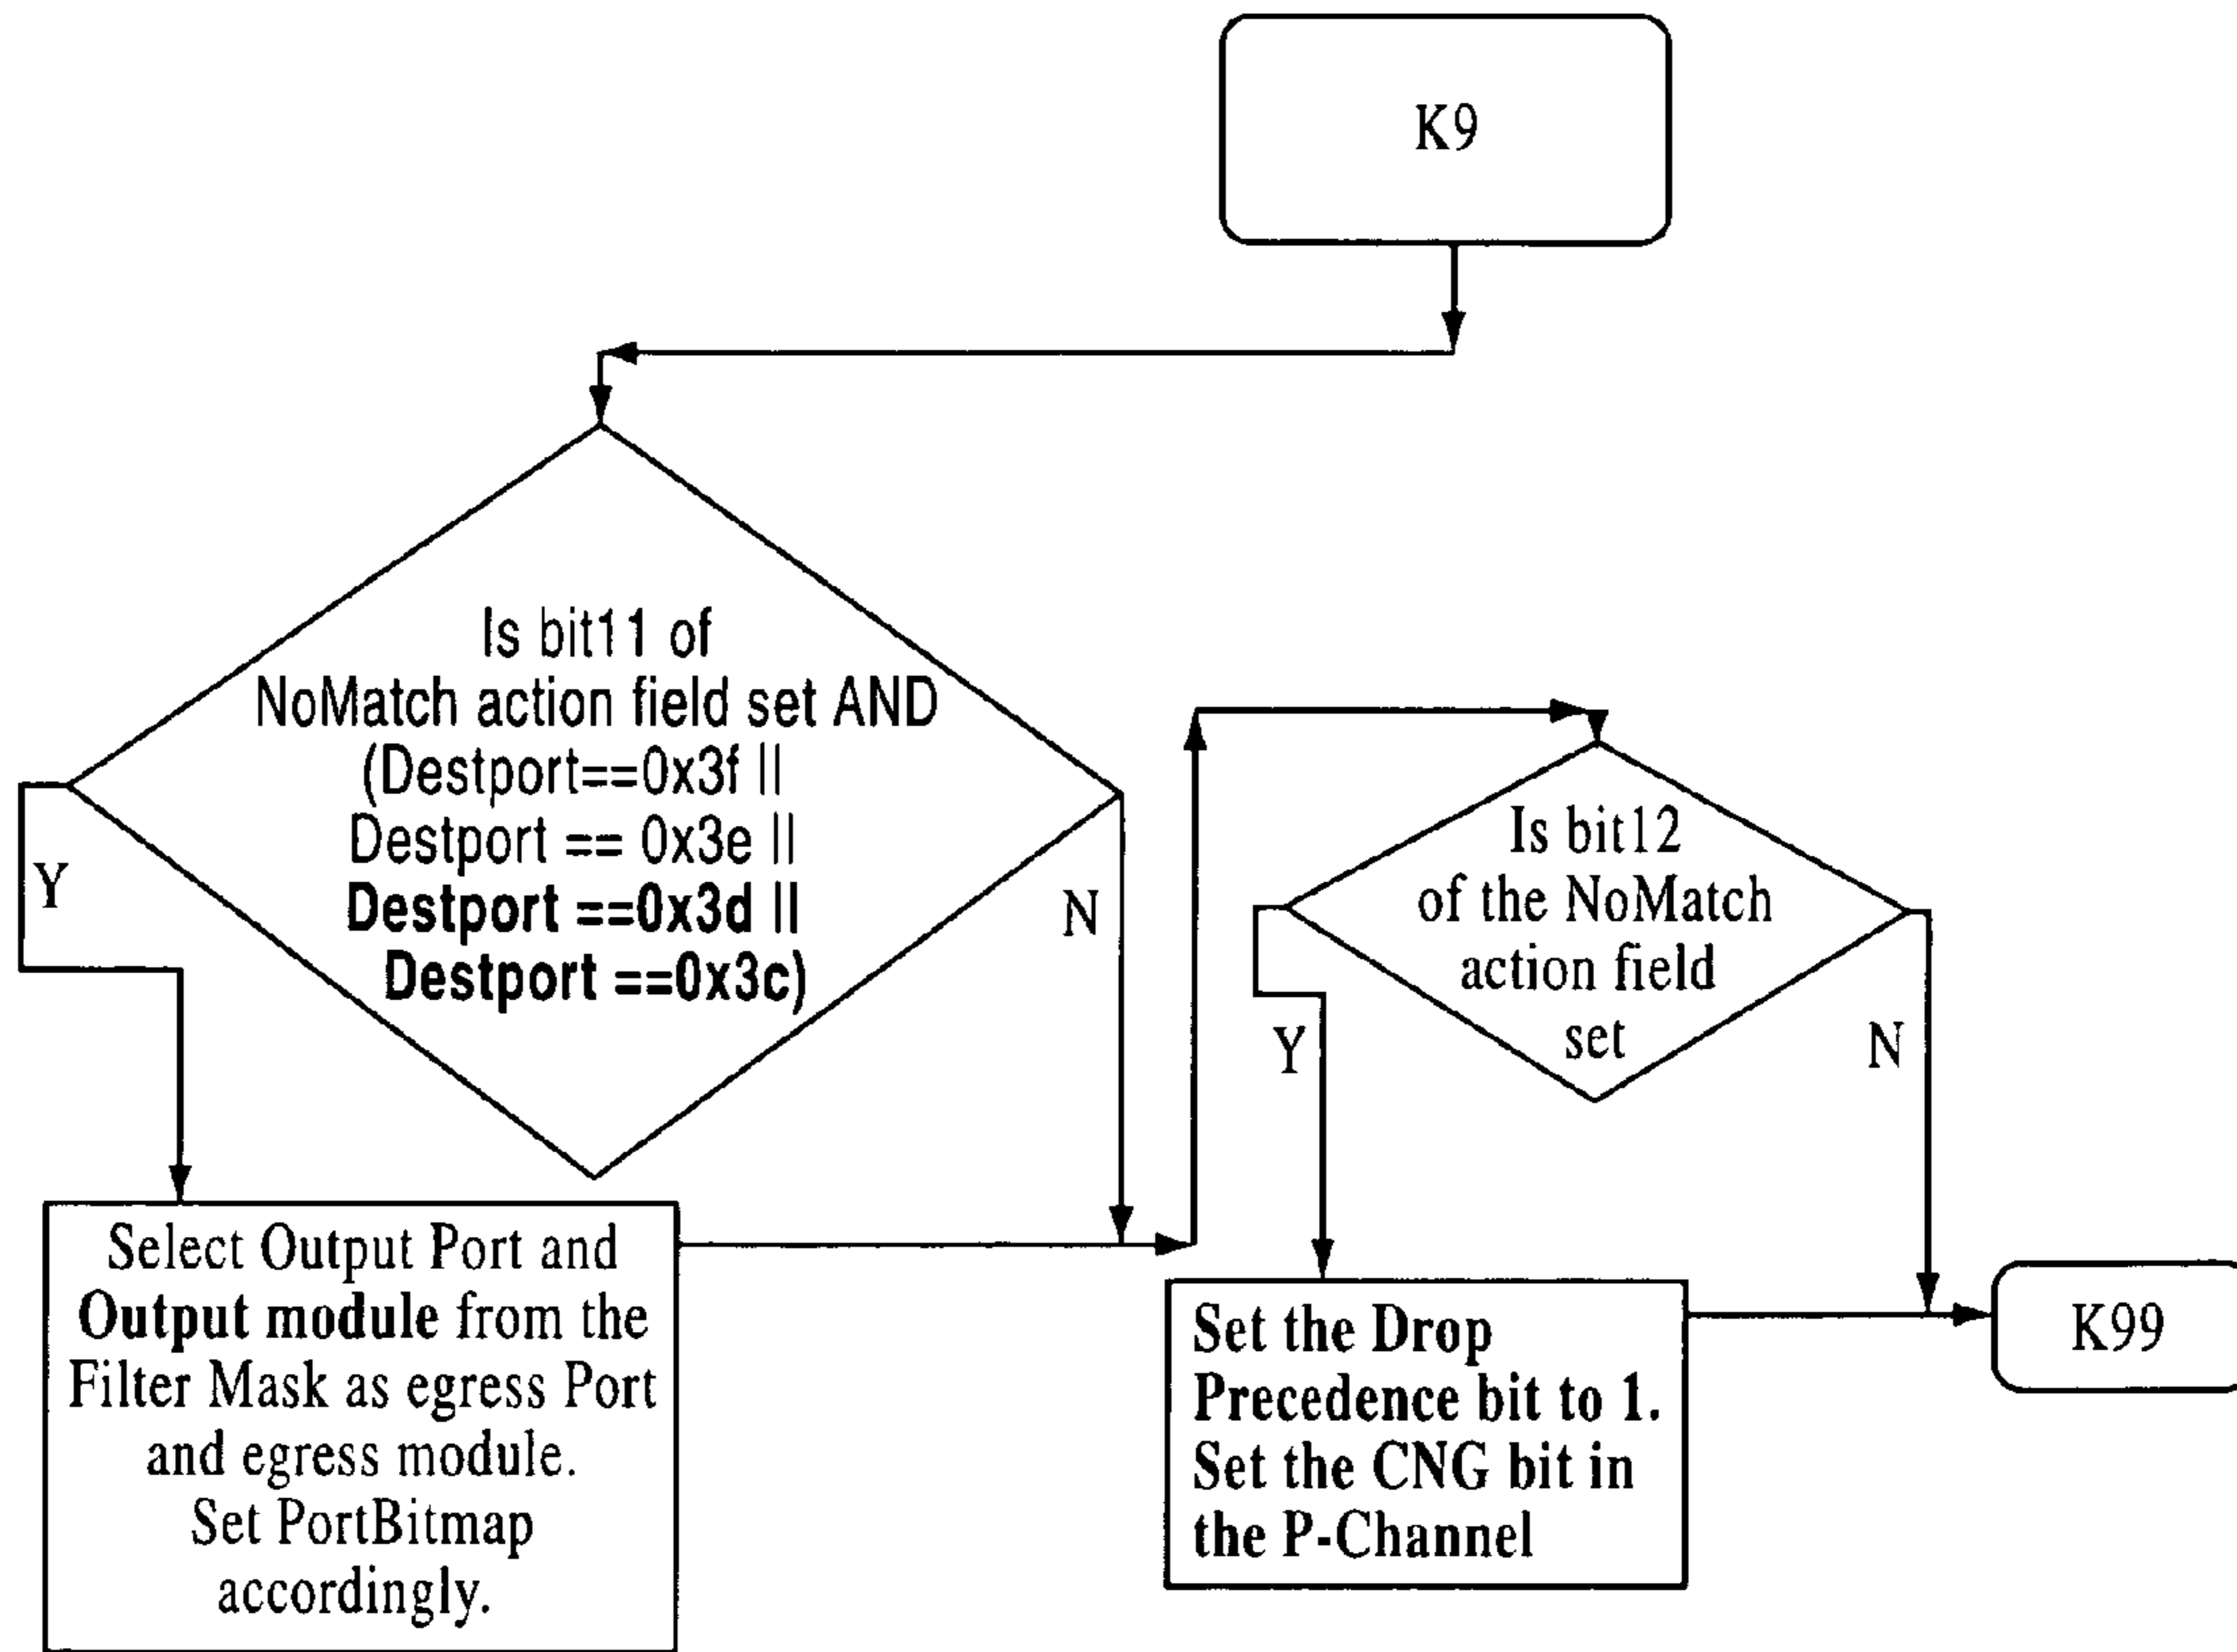 K9
Is bit11 of
NoMatch action field set AND
(Destport==0x3f ||
Destport == 0x3e ||
Destport ==0x3d ||
Destport ==0x3c)
Y
N
Is bit12
of the NoMatch
action field
set
Y
N
Select Output Port and
Output module from the
Filter Mask as egress Port
and egress module.
Set PortBitmap
accordingly.
Set the Drop
Precedence bit to 1.
Set the CNG bit in
the P-Channel
K99